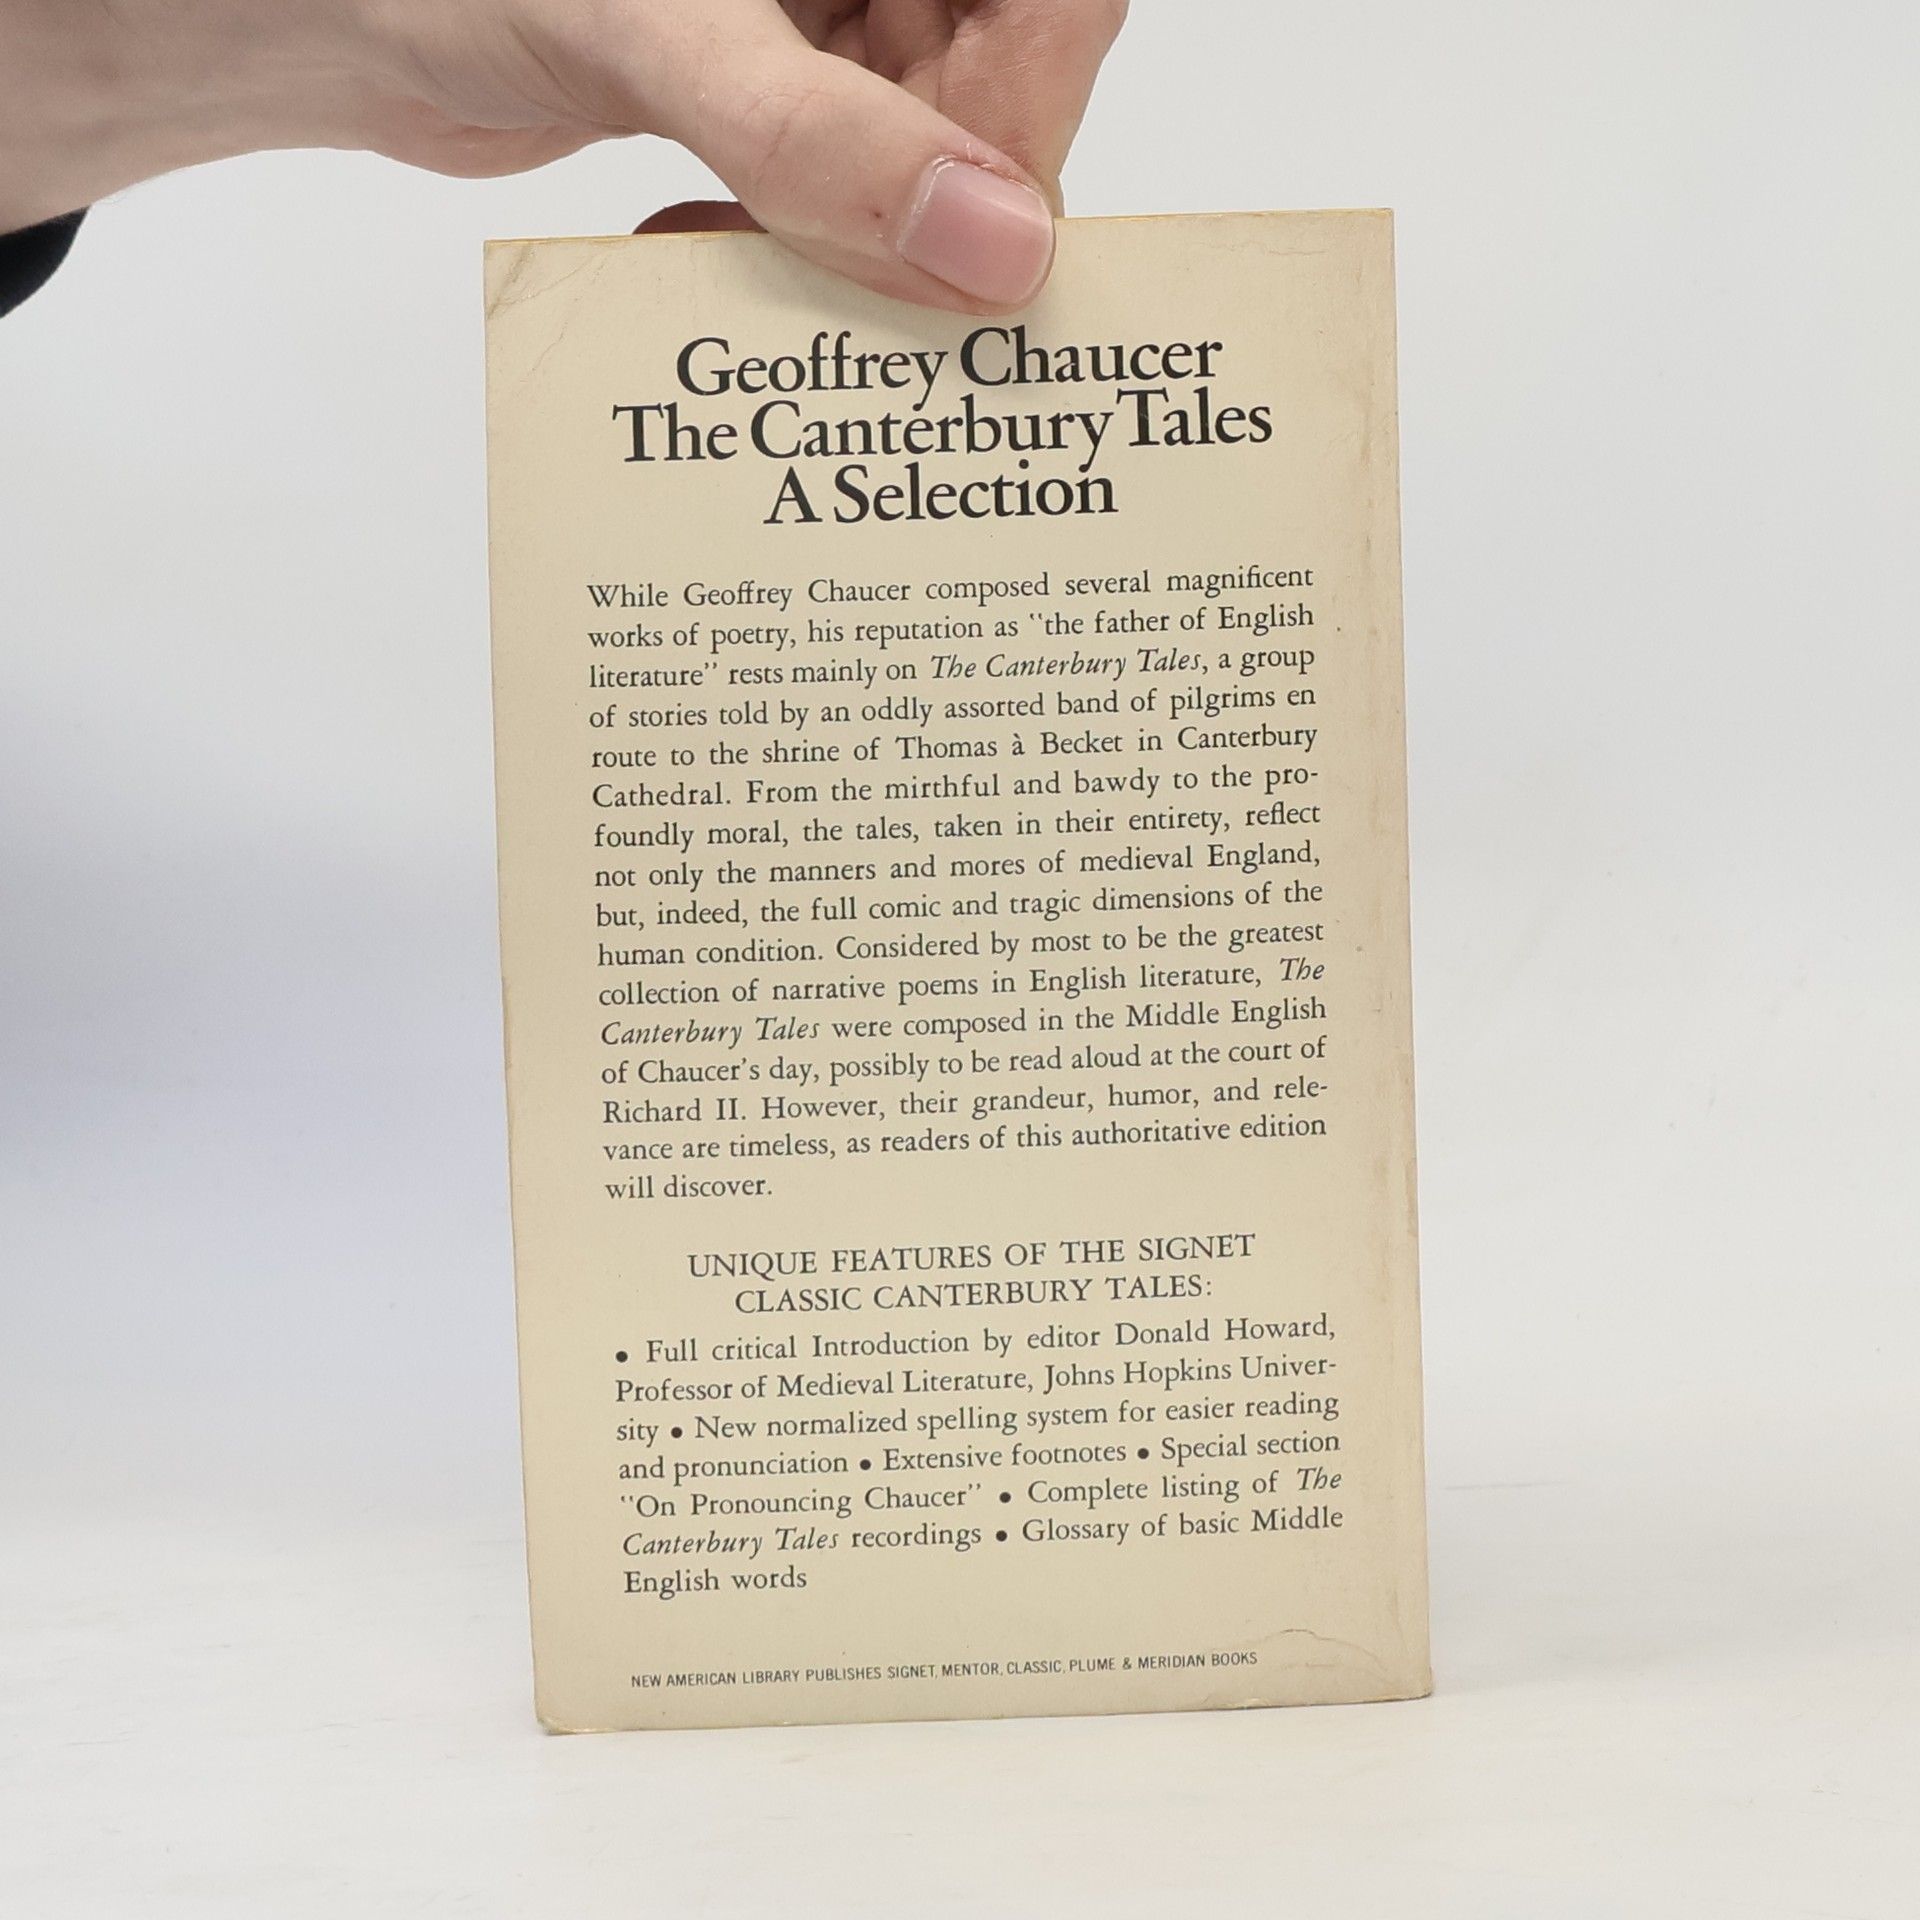 Geoffrey Chaucer
The Canterbury Tales
A Selection
While Geoffrey Chaucer composed several magnificent
works of poetry, his reputation as "the father of English
literature" rests mainly on The Canterbury Tales, a group
of stories told by an oddly assorted band of pilgrims en
route to the shrine of Thomas à Becket in Canterbury
Cathedral. From the mirthful and bawdy to the pro-
foundly moral, the tales, taken in their entirety, reflect
not only the manners and mores of medieval England,
but, indeed, the full comic and tragic dimensions of the
human condition. Considered by most to be the greatest
collection of narrative poems in English literature, The
Canterbury Tales were composed in the Middle English
of Chaucer's day, possibly to be read aloud at the court of
Richard II. However, their grandeur, humor, and rele-
vance are timeless, as readers of this authoritative edition
will discover.
UNIQUE FEATURES OF THE SIGNET
CLASSIC CANTERBURY TALES:
• Full critical Introduction by editor Donald Howard,
Professor of Medieval Literature, Johns Hopkins Univer-
sity • New normalized spelling system for easier reading
and pronunciation • Extensive footnotes • Special section
"On Pronouncing Chaucer" • Complete listing of The
Canterbury Tales recordings • Glossary of basic Middle
English words
NEW AMERICAN LIBRARY PUBLISHES SIGNET, MENTOR, CLASSIC, PLUME & MERIDIAN BOOKS